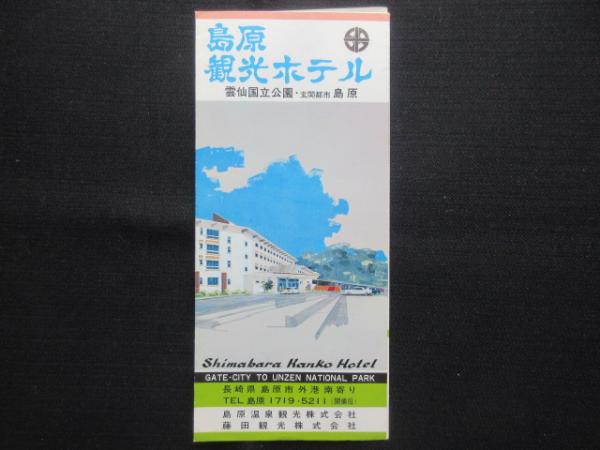 島原
観光ホテル
雲仙国立公園・玄関都市 島原
Shimabara Kanko Hotel
GATE-CITY TO UNZEN NATIONAL PARK
長崎県島原市外港南寄り
TEL 島原 1719・5211
島原温泉観光株式会社
藤田観光株式会社